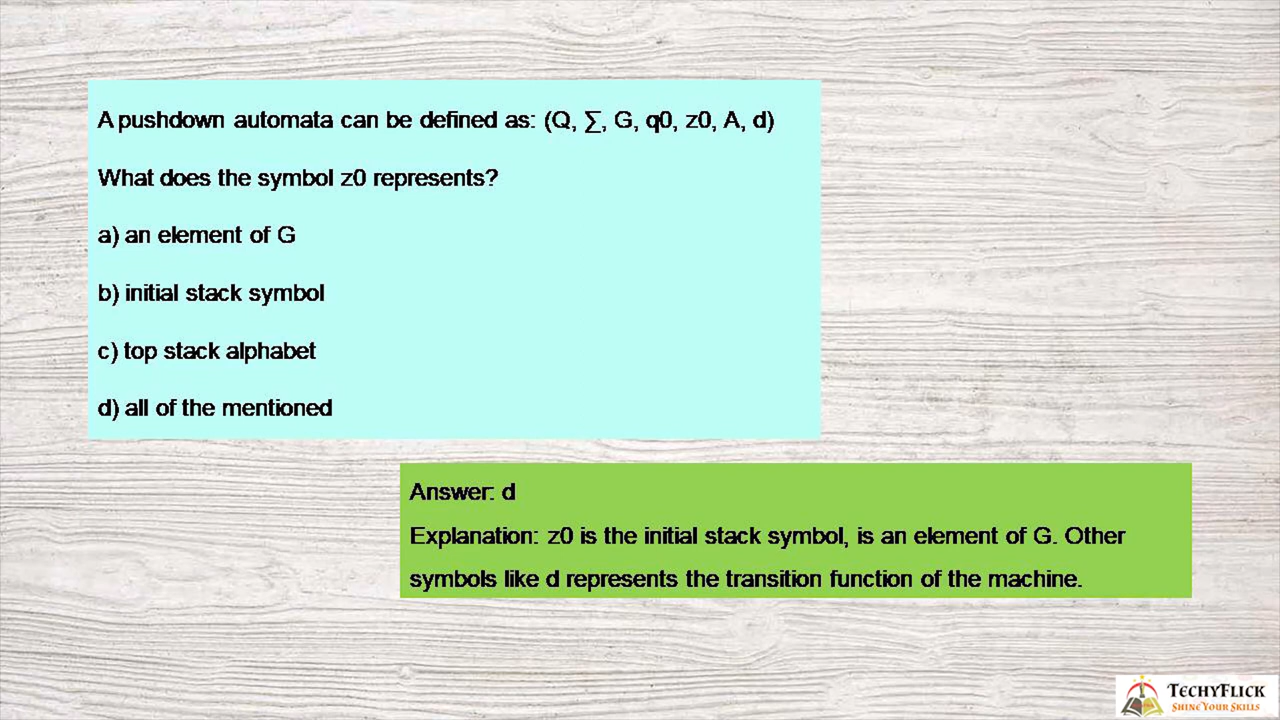 A pushdown automata can be defined as: (Q, ∑, G, q0, z0, A, d)
What does the symbol z0 represents?
a) an element of G
b) initial stack symbol
c) top stack alphabet
d) all of the mentioned
Answer: d
Explanation: z0 is the initial stack symbol, is an element of G. Other
symbols like d represents the transition function of the machine.
TECHYFLICK
SHINE YOUR SKILLS